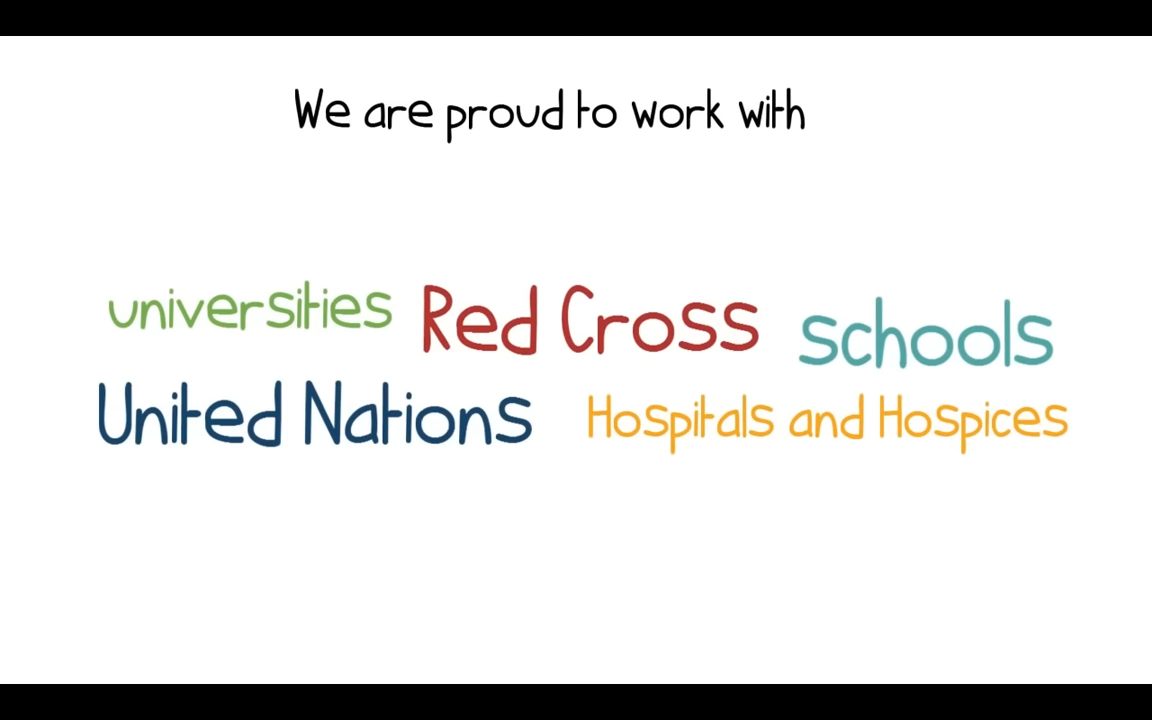 We are proud to work with
universities Red Cross schools
United Nations Hospitals and Hospices